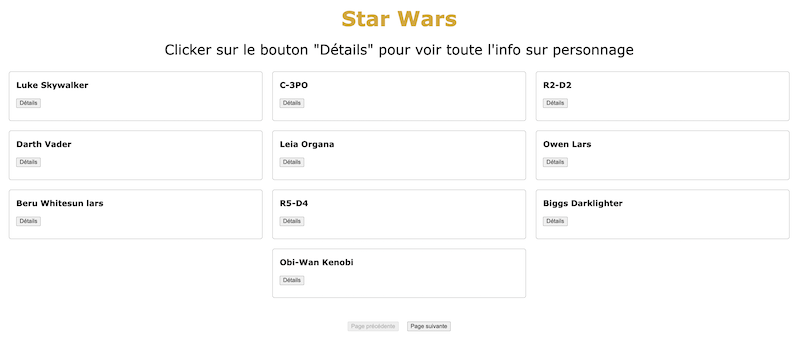 Star Wars
Clicker sur le bouton "Détails" pour voir toute l'info sur personnage
Luke Skywalker
Détails
C-3PO
Détails
R2-D2
Détails
Darth Vader
Détails
Leia Organa
Détails
Owen Lars
Détails
Beru Whitesun lars
Détails
R5-D4
Détails
Biggs Darklighter
Détails
Obi-Wan Kenobi
Détails
Page précédente
Page suivante